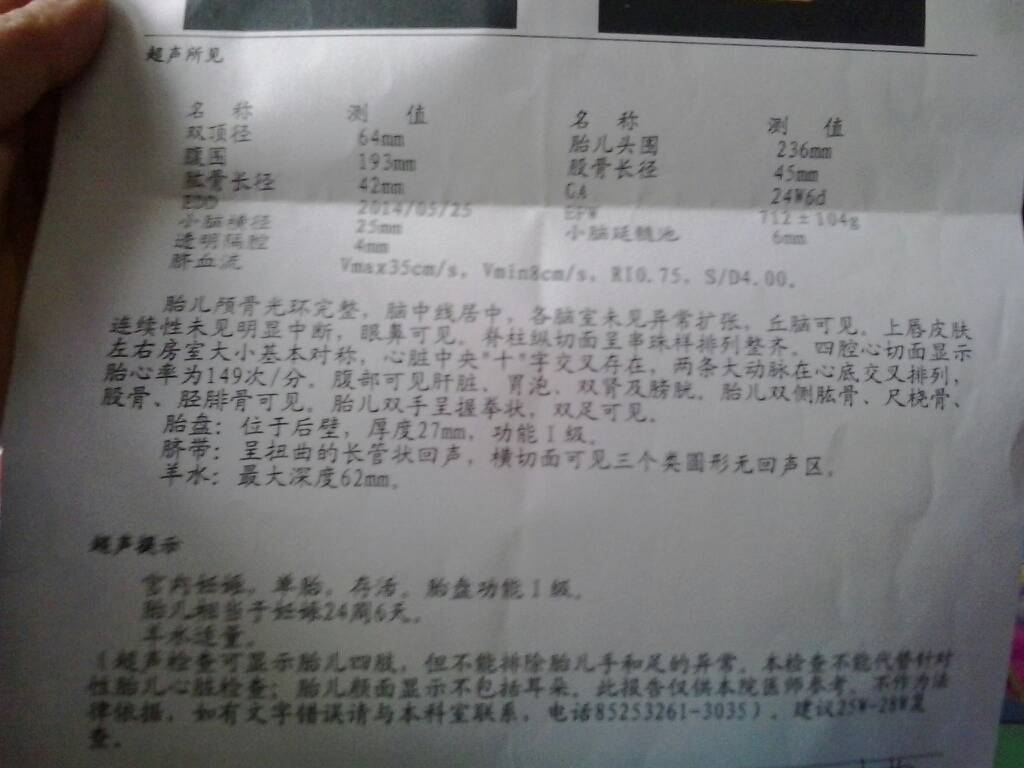 超声所见
名 称 测 值 名 称 测 值
双顶径 64mm 胎儿头围 236mm
腹围 193mm 股骨长径 45mm
肱骨长径 42mm GA 24W6d
EDD 2014/05/25 EFW 712±104g
小脑横径 25mm 小脑延髓池 6mm
透明隔腔 4mm
脐血流 Vmax35cm/s，Vmin8cm/s，RI0.75，S/D4.00。
胎儿颅骨光环完整，脑中线居中，各脑室未见异常扩张，丘脑可见。上唇皮肤
连续性未见明显中断，眼鼻可见。脊柱纵切面呈串珠样排列整齐。四腔心切面显示
左右房室大小基本对称，心脏中央"十"字交叉存在，两条大动脉在心底交叉排列，
胎心率为149次/分。腹部可见肝脏、胃泡、双肾及膀胱。胎儿双侧肱骨、尺桡骨、
股骨、胫腓骨可见。胎儿双手呈握拳状，双足可见。
胎盘：位于后壁，厚度27mm，功能Ⅰ级。
脐带：呈扭曲的长管状回声，横切面可见三个类圆形无回声区。
羊水：最大深度62mm。
超声提示
宫内妊娠，单胎，存活。胎盘功能Ⅰ级。
胎儿相当于妊娠24周6天。
羊水适量。
（超声检查可显示胎儿四肢，但不能排除胎儿手和足的异常。本检查不能代替针对
性胎儿心脏检查；胎儿颜面显示不包括耳朵。此报告仅供本院医师参考，不作为法
律依据，如有文字错误请与本科室联系，电话85253261-3035）。建议25W-28W复
查。